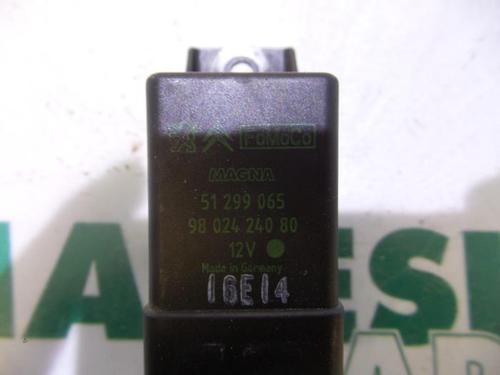 FoMoCo
MAGNA
51 299 065
98 024 240 80
12V
Made in Germany
16E14